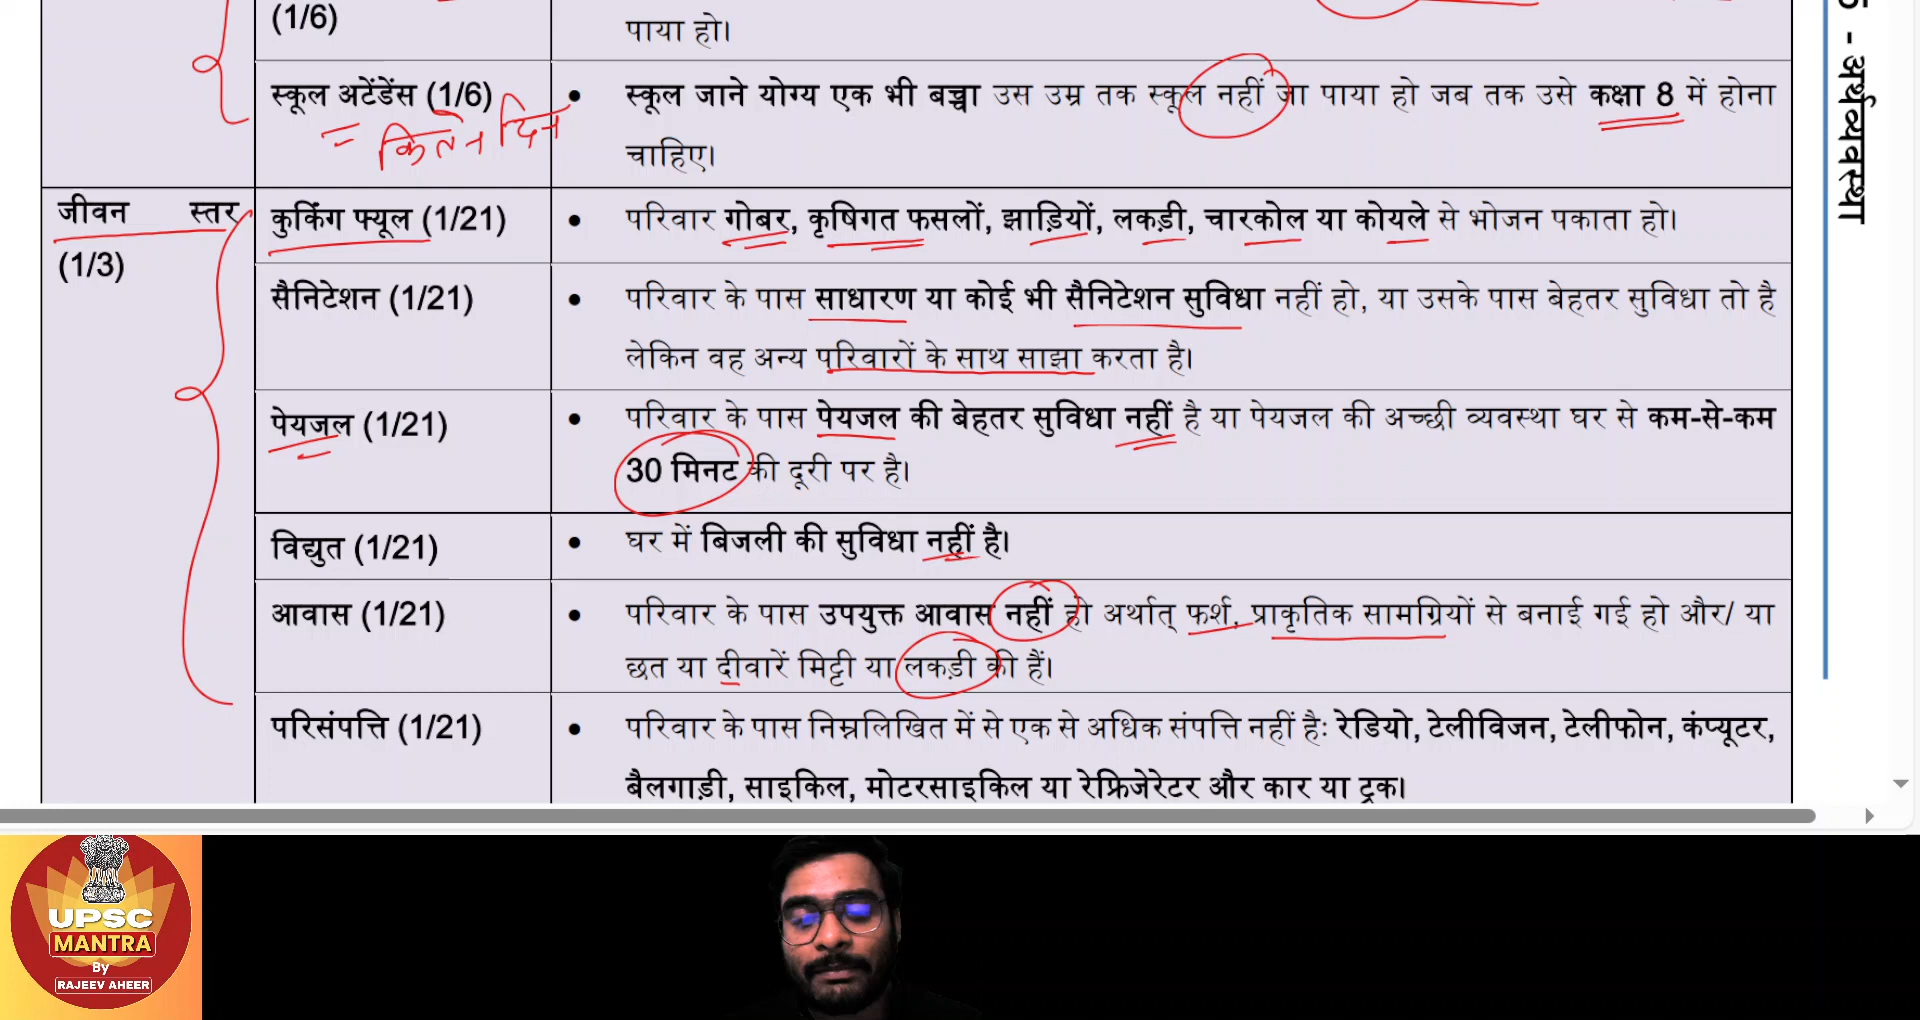 (1/6)
पाया हो।
स्कूल अटेंडेंस (1/6)
= कितने दिन
• स्कूल जाने योग्य एक भी बच्चा उस उम्र तक स्कूल नहीं जा पाया हो जब तक उसे कक्षा 8 में होना
चाहिए।
जीवन स्तर
(1/3)
कुकिंग फ्यूल (1/21)
• परिवार गोबर, कृषिगत फसलों, झाड़ियों, लकड़ी, चारकोल या कोयले से भोजन पकाता हो।
सैनिटेशन (1/21)
• परिवार के पास साधारण या कोई भी सैनिटेशन सुविधा नहीं हो, या उसके पास बेहतर सुविधा तो है
लेकिन वह अन्य परिवारों के साथ साझा करता है।
पेयजल (1/21)
• परिवार के पास पेयजल की बेहतर सुविधा नहीं है या पेयजल की अच्छी व्यवस्था घर से कम-से-कम
30 मिनट की दूरी पर है।
विद्युत (1/21)
• घर में बिजली की सुविधा नहीं है।
आवास (1/21)
• परिवार के पास उपयुक्त आवास नहीं हो अर्थात् फर्श, प्राकृतिक सामग्रियों से बनाई गई हो और/ या
छत या दीवारें मिट्टी या लकड़ी की हैं।
परिसंपत्ति (1/21)
• परिवार के पास निम्नलिखित में से एक से अधिक संपत्ति नहीं हैः रेडियो, टेलीविजन, टेलीफोन, कंप्यूटर,
बैलगाड़ी, साइकिल, मोटरसाइकिल या रेफ्रिजेरेटर और कार या ट्रक।
- अर्थव्यवस्था
UPSC
MANTRA
By
RAJEEV AHEER